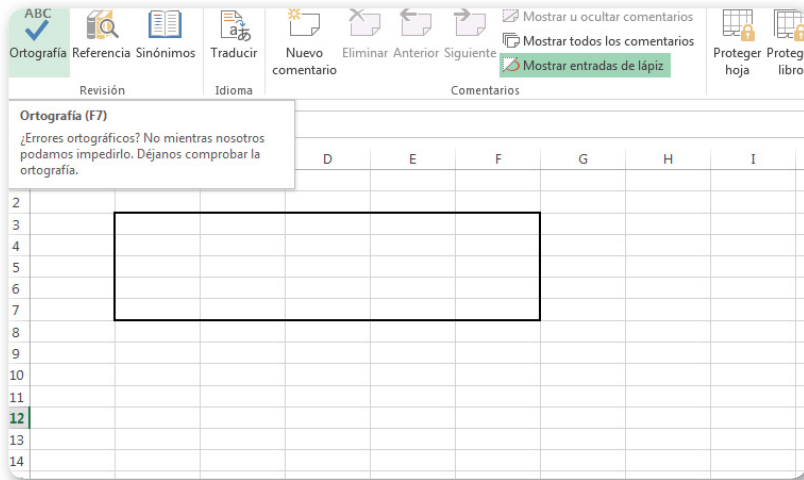 ABC
Ortografía Referencia Sinónimos Traducir Nuevo comentario Eliminar Anterior Siguiente
Mostrar u ocultar comentarios
Mostrar todos los comentarios
Mostrar entradas de lápiz
Proteger hoja
Proteg libro
Revisión Idioma Comentarios
Ortografía (F7)
¿Errores ortográficos? No mientras nosotros
podamos impedirlo. Déjanos comprobar la
ortografía.
D E F G H I
2
3
4
5
6
7
8
9
10
11
12
13
14